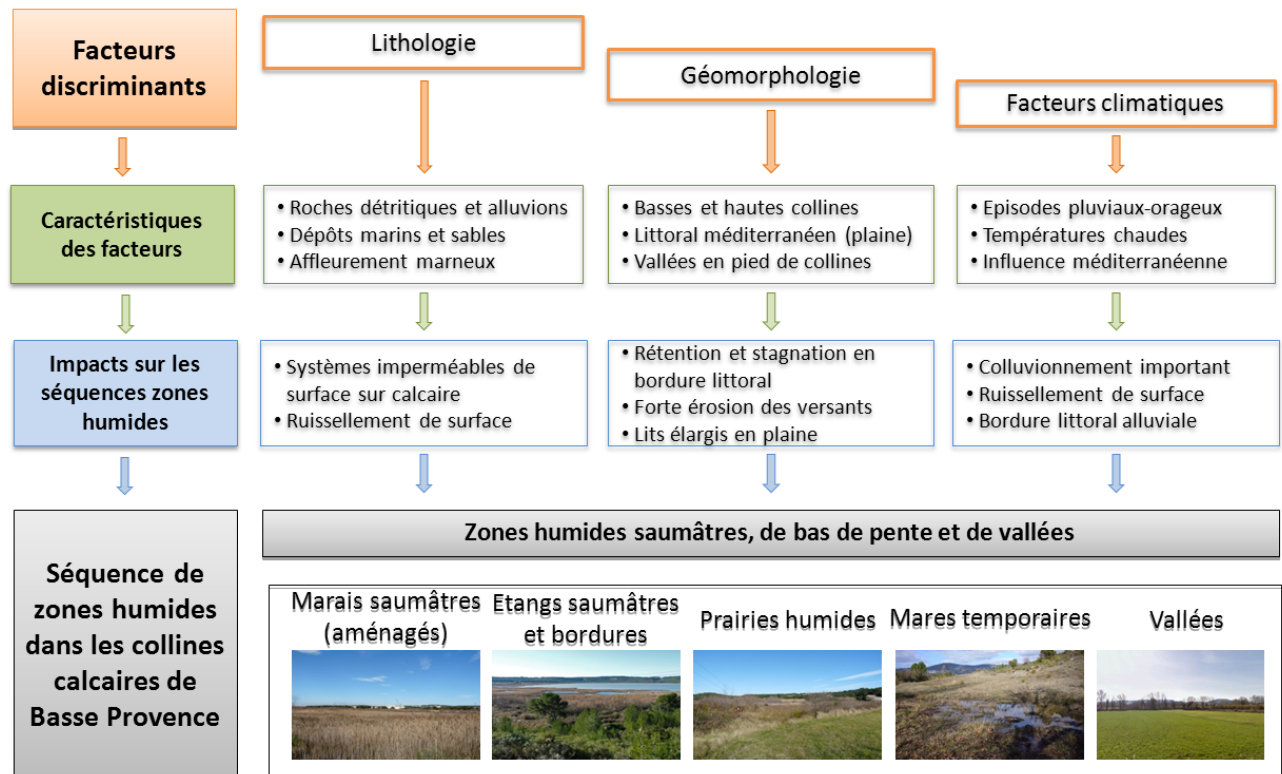 Facteurs
discriminants
Lithologie
Géomorphologie
Facteurs climatiques
Caractéristiques
des facteurs
• Roches détritiques et alluvions
• Dépôts marins et sables
• Affleurement marneux
• Basses et hautes collines
• Littoral méditerranéen (plaine)
• Vallées en pied de collines
• Episodes pluviaux-orageux
• Températures chaudes
• Influence méditerranéenne
Impacts sur les
séquences zones
humides
• Systèmes imperméables de
surface sur calcaire
• Ruissellement de surface
• Rétention et stagnation en
bordure littoral
• Forte érosion des versants
• Lits élargis en plaine
• Colluvionnement important
• Ruissellement de surface
• Bordure littoral alluviale
Séquence de
zones humides
dans les collines
calcaires de
Basse Provence
Zones humides saumâtres, de bas de pente et de vallées
Marais saumâtres
(aménagés)
Etangs saumâtres
et bordures
Prairies humides
Mares temporaires
Vallées